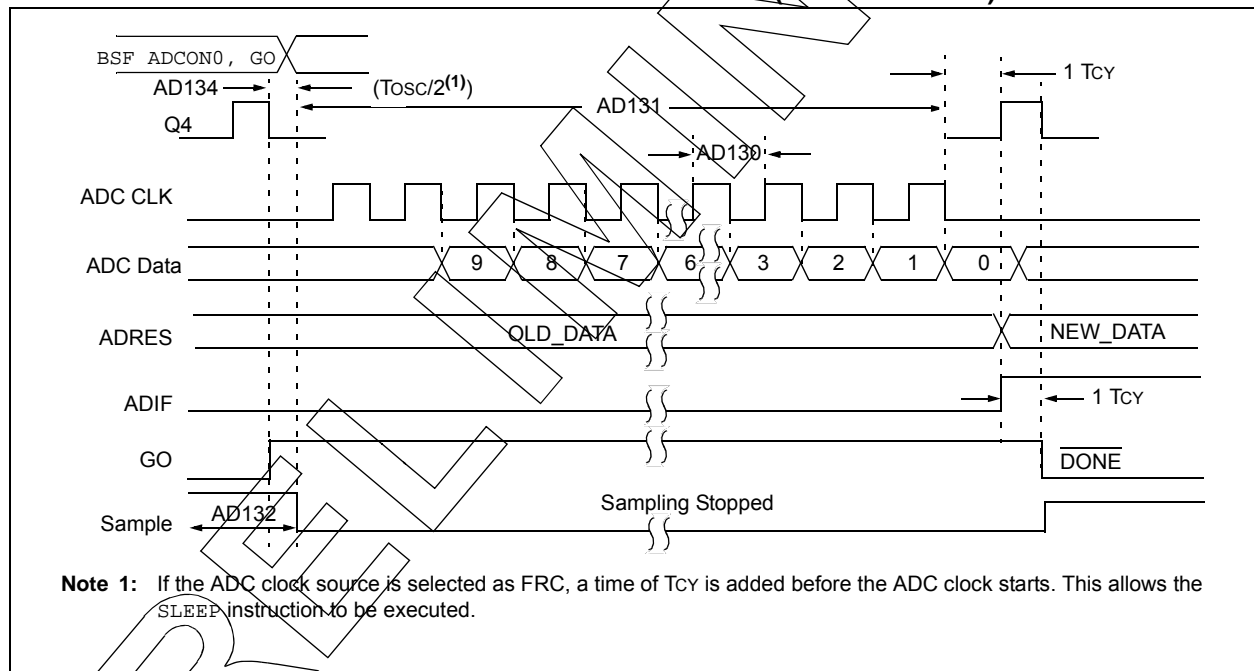 BSF ADCON0, GO
AD134
(TOSC/2(1))
AD131
1 TCY
Q4
AD130
ADC CLK
ADC Data
9 8 7 6 3 2 1 0
ADRES
OLD_DATA
NEW_DATA
ADIF
1 TCY
GO
DONE
Sample
AD132
Sampling Stopped
Note 1: If the ADC clock source is selected as FRC, a time of TCY is added before the ADC clock starts. This allows the
SLEEP instruction to be executed.